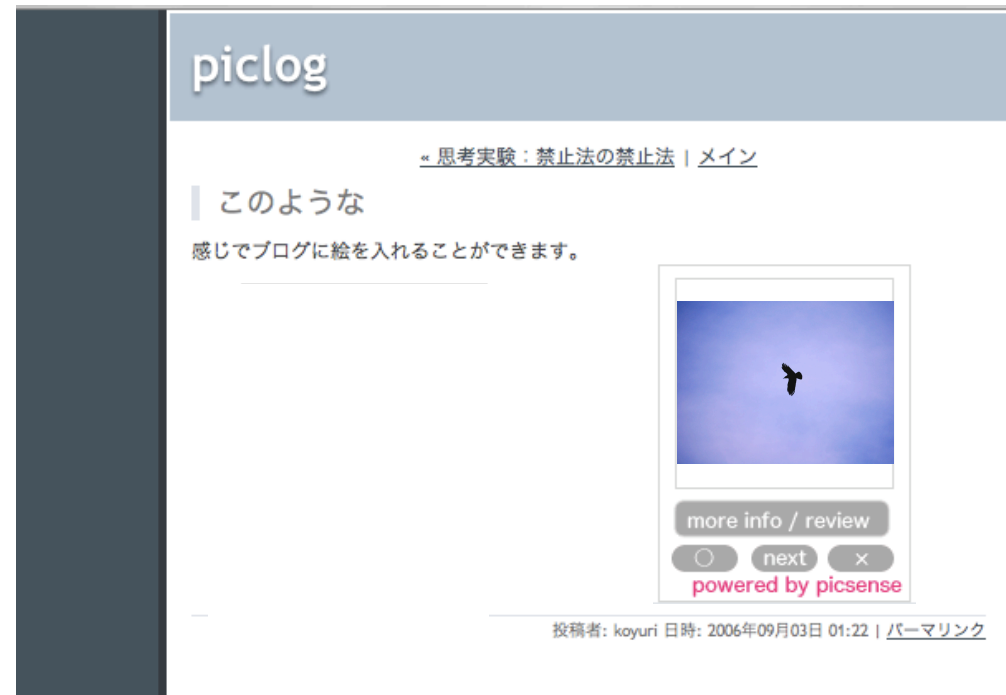 piclog
« 思考実験：禁止法の禁止法 | メイン
このような
感じでブログに絵を入れることができます。
more info / review
○ next ×
powered by picsense
投稿者: koyuri 日時: 2006年09月03日 01:22 | パーマリンク